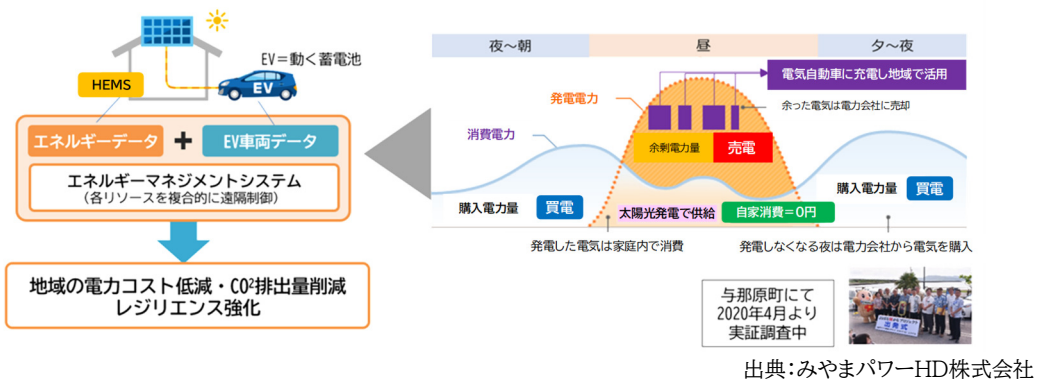 EV=動く蓄電池
HEMS
EV
エネルギーデータ + EV車両データ
エネルギーマネジメントシステム
(各リソースを複合的に遠隔制御)
地域の電力コスト低減・CO²排出量削減
レジリエンス強化
夜～朝
昼
夕～夜
電気自動車に充電し地域で活用
発電電力
余った電気は電力会社に売却
消費電力
余剰電力量
売電
購入電力量
買電
太陽光発電で供給
自家消費=0円
購入電力量
買電
発電した電気は家庭内で消費
発電しなくなる夜は電力会社から電気を購入
与那原町にて
2020年4月より
実証調査中
出発式
出典:みやまパワーHD株式会社